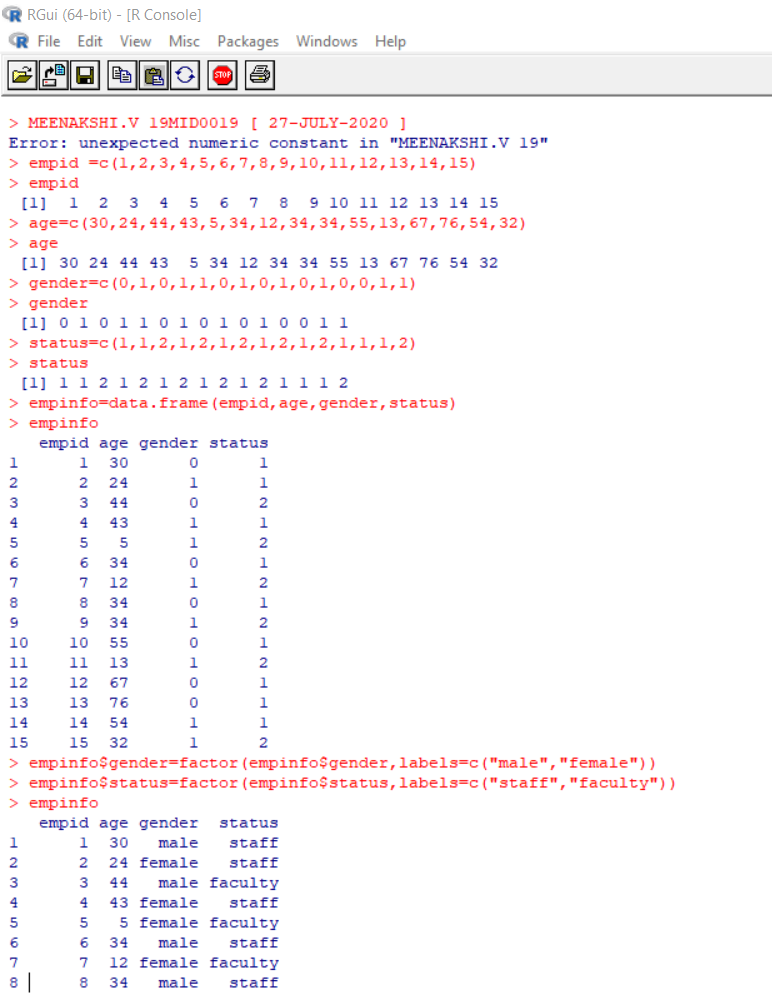 RGui (64-bit) - [R Console]
File Edit View Misc Packages Windows Help
STOP
> MEENAKSHI.V 19MID0019 [ 27-JULY-2020 ]
Error: unexpected numeric constant in "MEENAKSHI.V 19"
> empid =c(1,2,3,4,5,6,7,8,9,10,11,12,13,14,15)
> empid
 [1]  1  2  3  4  5  6  7  8  9 10 11 12 13 14 15
> age=c(30,24,44,43,5,34,12,34,34,55,13,67,76,54,32)
> age
 [1] 30 24 44 43  5 34 12 34 34 55 13 67 76 54 32
> gender=c(0,1,0,1,1,0,1,0,1,0,1,0,0,1,1)
> gender
 [1] 0 1 0 1 1 0 1 0 1 0 1 0 0 1 1
> status=c(1,1,2,1,2,1,2,1,2,1,2,1,1,1,2)
> status
 [1] 1 1 2 1 2 1 2 1 2 1 2 1 1 1 2
> empinfo=data.frame(empid,age,gender,status)
> empinfo
   empid age gender status
1      1  30      0      1
2      2  24      1      1
3      3  44      0      2
4      4  43      1      1
5      5   5      1      2
6      6  34      0      1
7      7  12      1      2
8      8  34      0      1
9      9  34      1      2
10    10  55      0      1
11    11  13      1      2
12    12  67      0      1
13    13  76      0      1
14    14  54      1      1
15    15  32      1      2
> empinfo$gender=factor(empinfo$gender,labels=c("male","female"))
> empinfo$status=factor(empinfo$status,labels=c("staff","faculty"))
> empinfo
   empid age gender  status
1      1  30   male   staff
2      2  24 female   staff
3      3  44   male faculty
4      4  43 female   staff
5      5   5 female faculty
6      6  34   male   staff
7      7  12 female faculty
8      8  34   male   staff